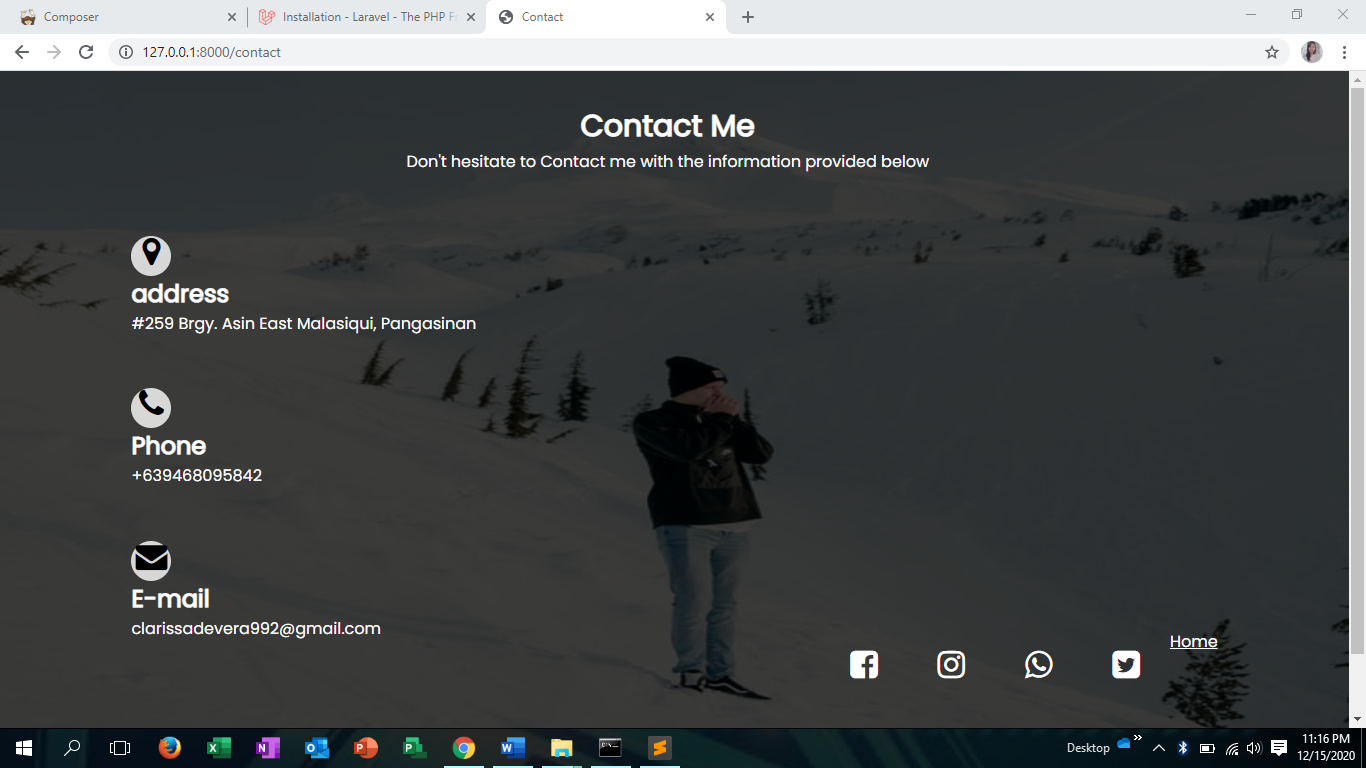 Composer
Installation - Laravel - The PHP Fr
Contact
127.0.0.1:8000/contact
Contact Me
Don't hesitate to Contact me with the information provided below
address
#259 Brgy. Asin East Malasiqui, Pangasinan
Phone
+639468095842
E-mail
clarissadevera992@gmail.com
Home
Desktop
11:16 PM
12/15/2020